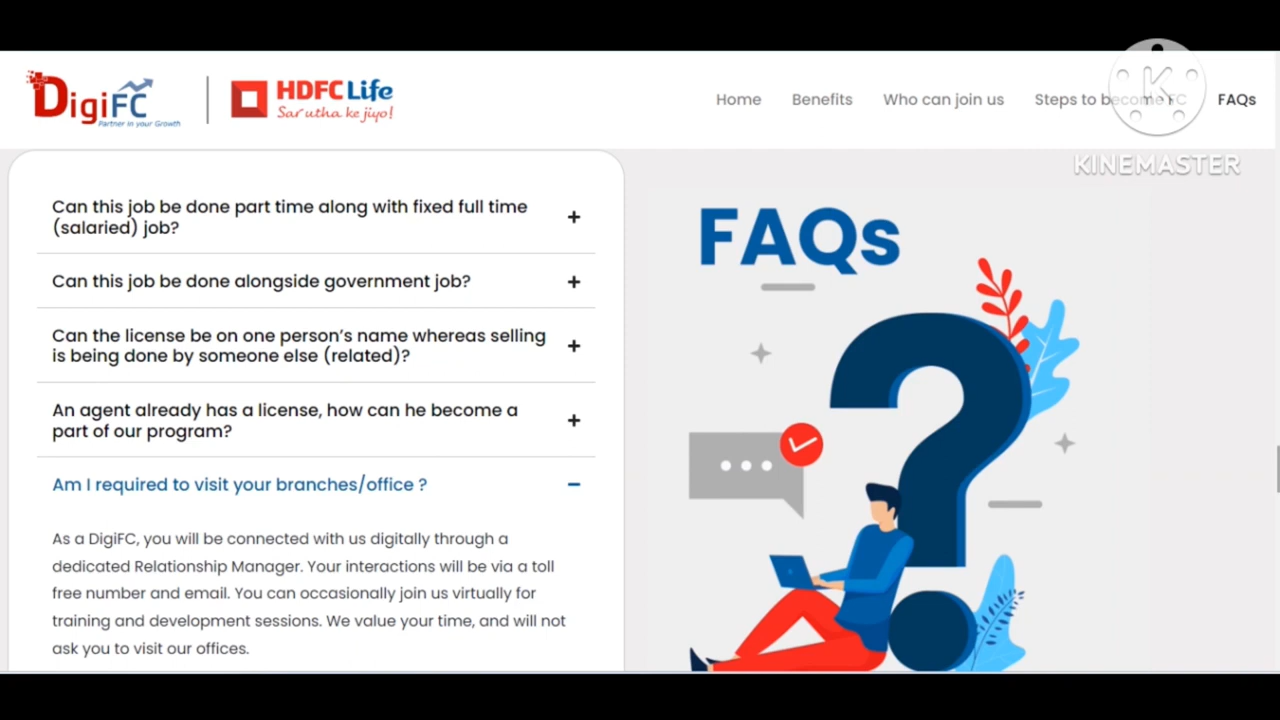 DigiFC
Partner in your Growth
HDFC Life
Sar utha ke jiyo!
Home
Benefits
Who can join us
Steps to become FC
FAQs
K
KINEMASTER
Can this job be done part time along with fixed full time
(salaried) job?
Can this job be done alongside government job?
Can the license be on one person’s name whereas selling
is being done by someone else (related)?
An agent already has a license, how can he become a
part of our program?
Am I required to visit your branches/office ?
As a DigiFC, you will be connected with us digitally through a
dedicated Relationship Manager. Your interactions will be via a toll
free number and email. You can occasionally join us virtually for
training and development sessions. We value your time, and will not
ask you to visit our offices.
FAQs